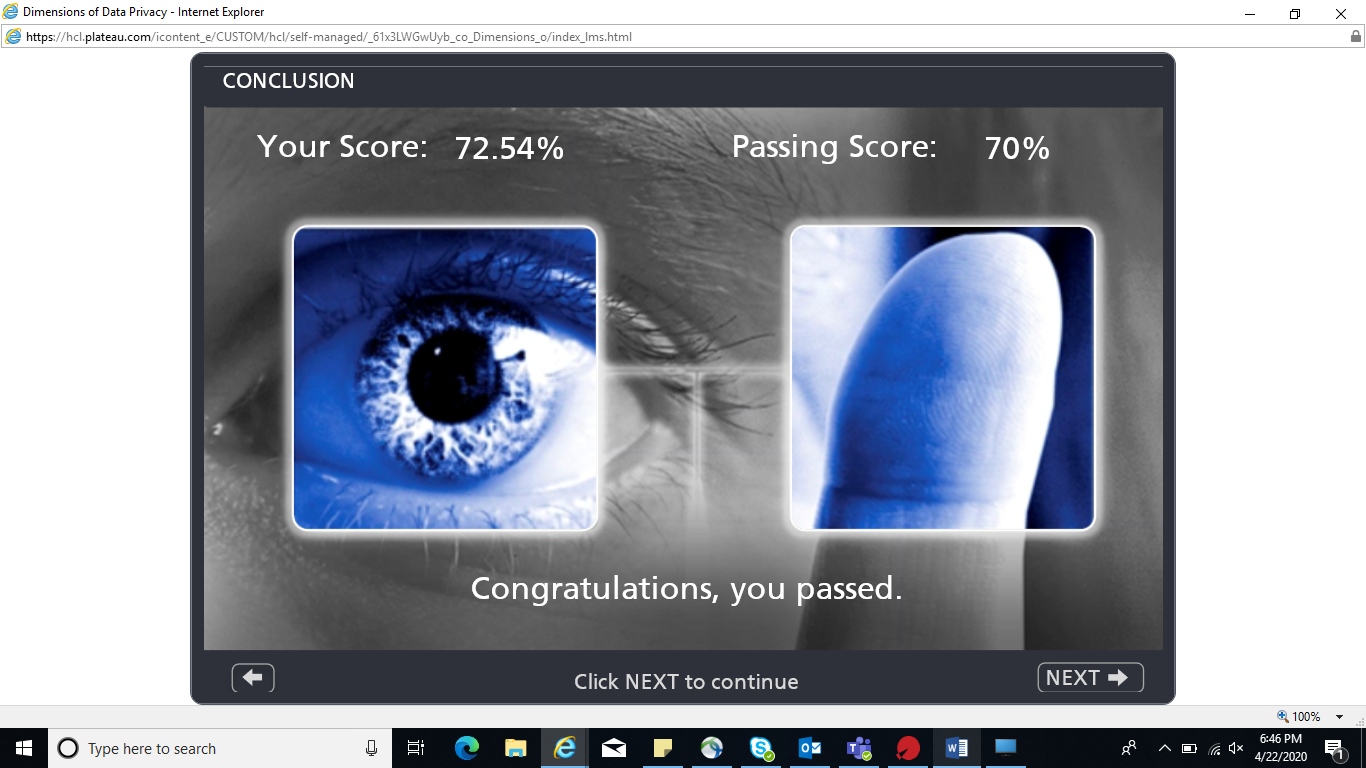 Dimensions of Data Privacy - Internet Explorer
https://hcl.plateau.com/icontent_e/CUSTOM/hcl/self-managed/_61x3LWGwUyb_co_Dimensions_o/index_lms.html
CONCLUSION
Your Score: 72.54% Passing Score: 70%
Congratulations, you passed.
Click NEXT to continue
NEXT
100%
Type here to search
6:46 PM
4/22/2020
1